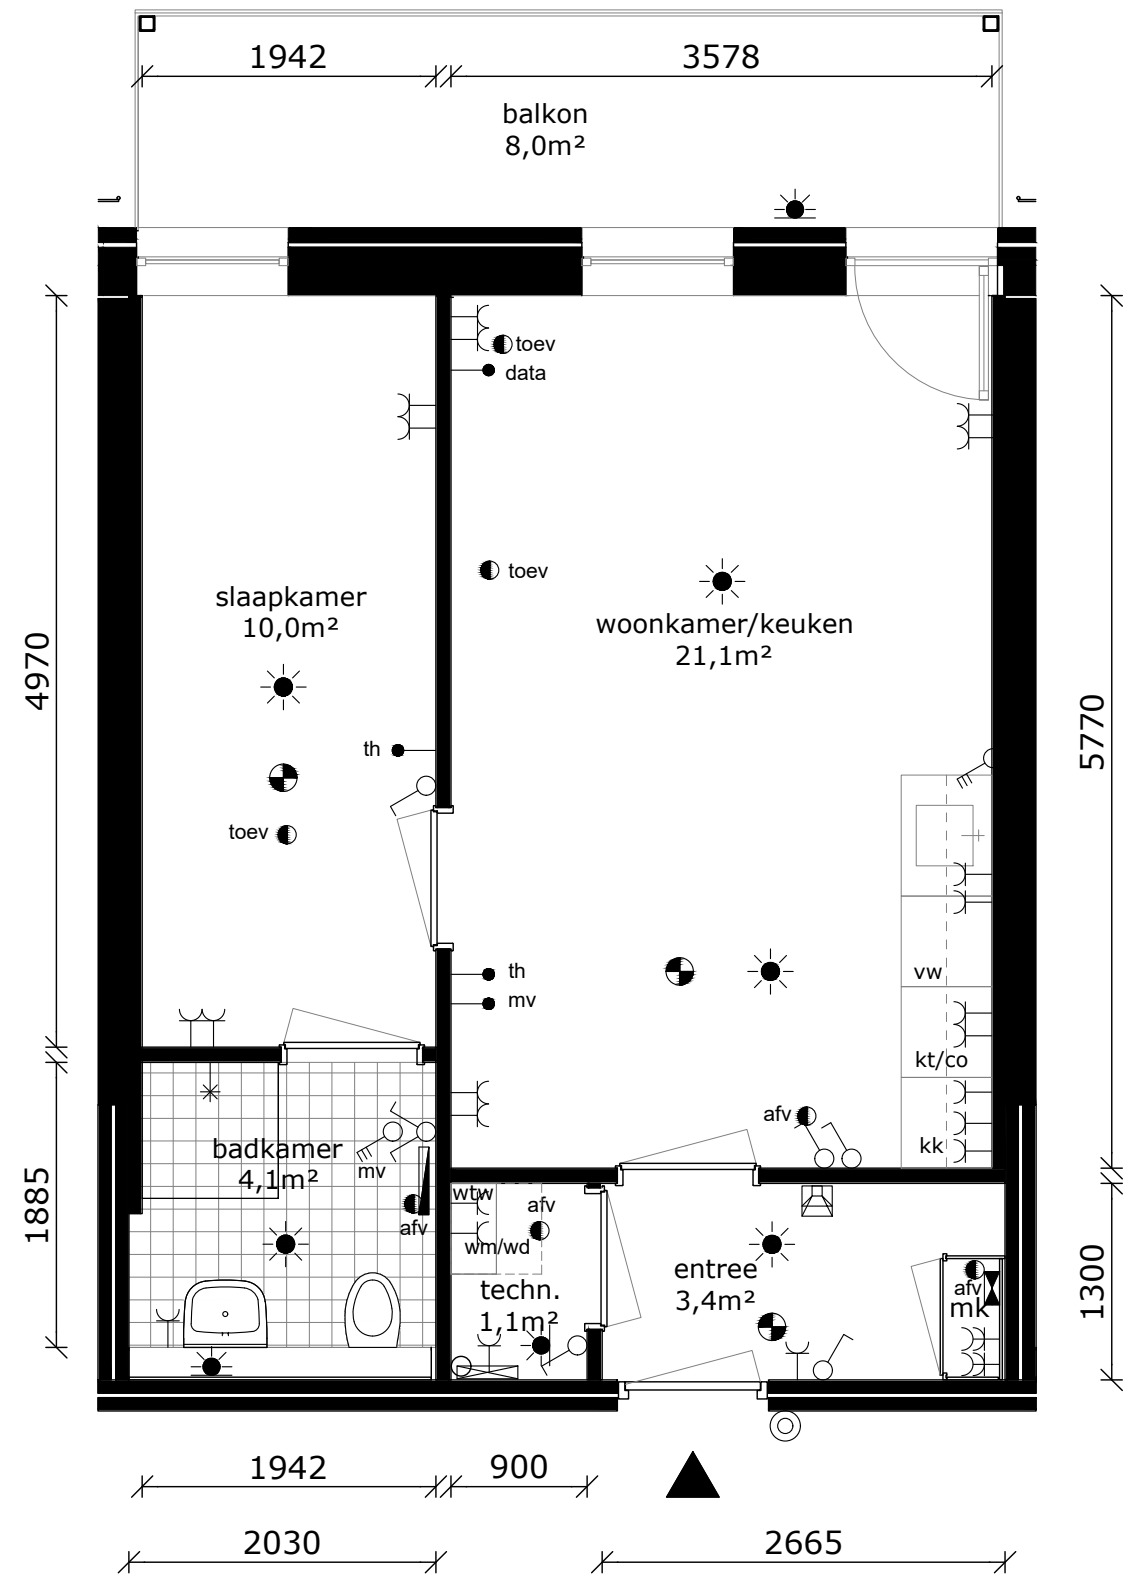 1942
3578
balkon
8,0m²
toev
data
toev
slaapkamer
10,0m²
woonkamer/keuken
21,1m²
4970
5770
th
toev
th
mv
vw
kt/co
kk
afv
badkamer
4,1m²
mv
afv
1885
wtw
afv
wm/wd
techn.
1,1m²
entree
3,4m²
afv
mk
1300
1942
900
2030
2665